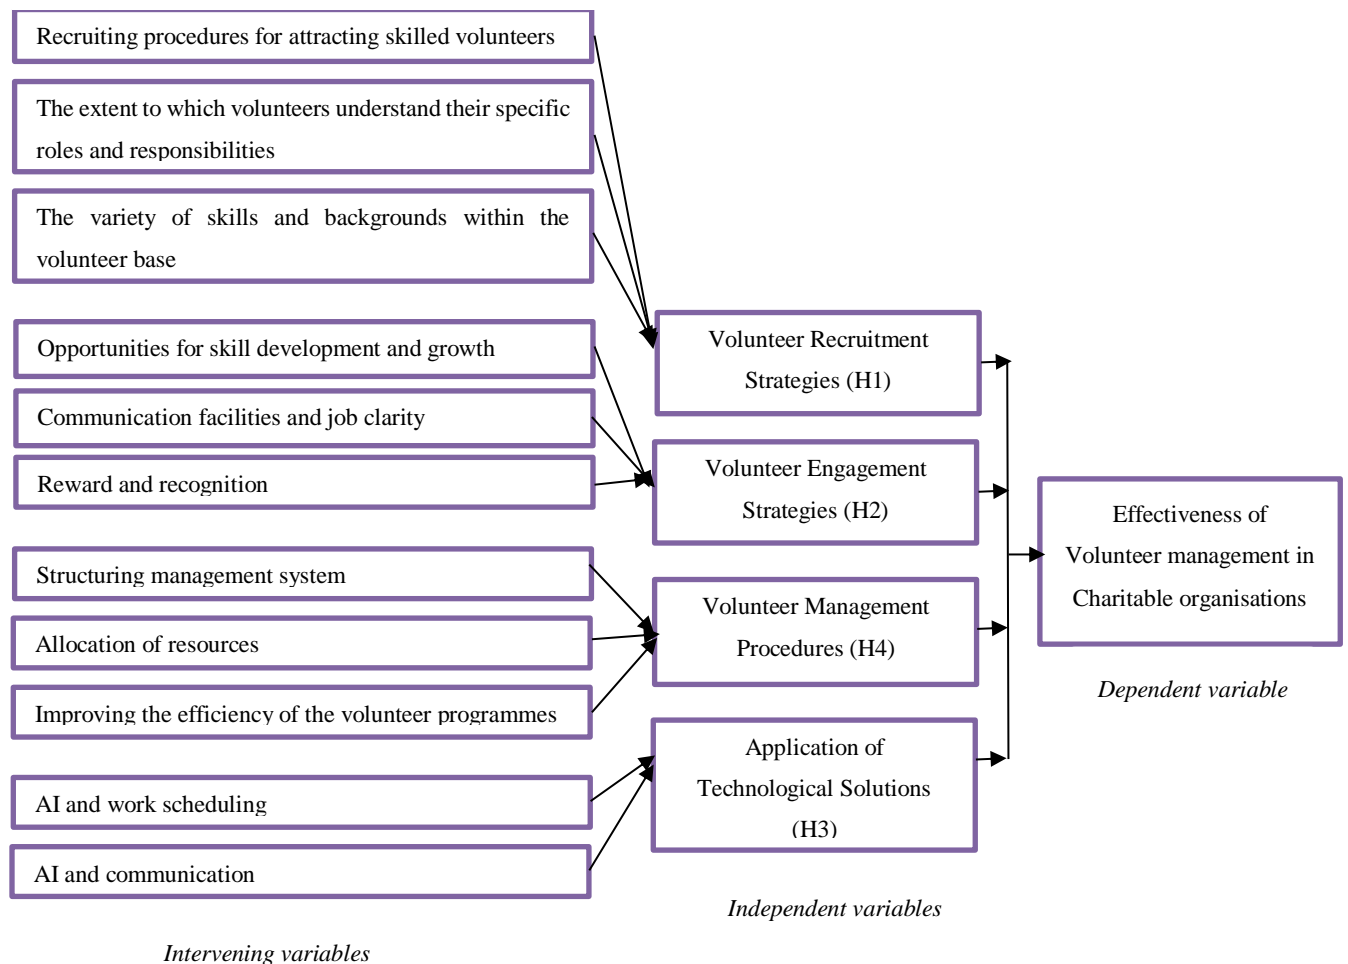 Recruiting procedures for attracting skilled volunteers
The extent to which volunteers understand their specific
roles and responsibilities
The variety of skills and backgrounds within the
volunteer base
Opportunities for skill development and growth
Communication facilities and job clarity
Reward and recognition
Structuring management system
Allocation of resources
Improving the efficiency of the volunteer programmes
AI and work scheduling
AI and communication
Intervening variables
Volunteer Recruitment
Strategies (H1)
Volunteer Engagement
Strategies (H2)
Volunteer Management
Procedures (H4)
Application of
Technological Solutions
(H3)
Independent variables
Effectiveness of
Volunteer management in
Charitable organisations
Dependent variable